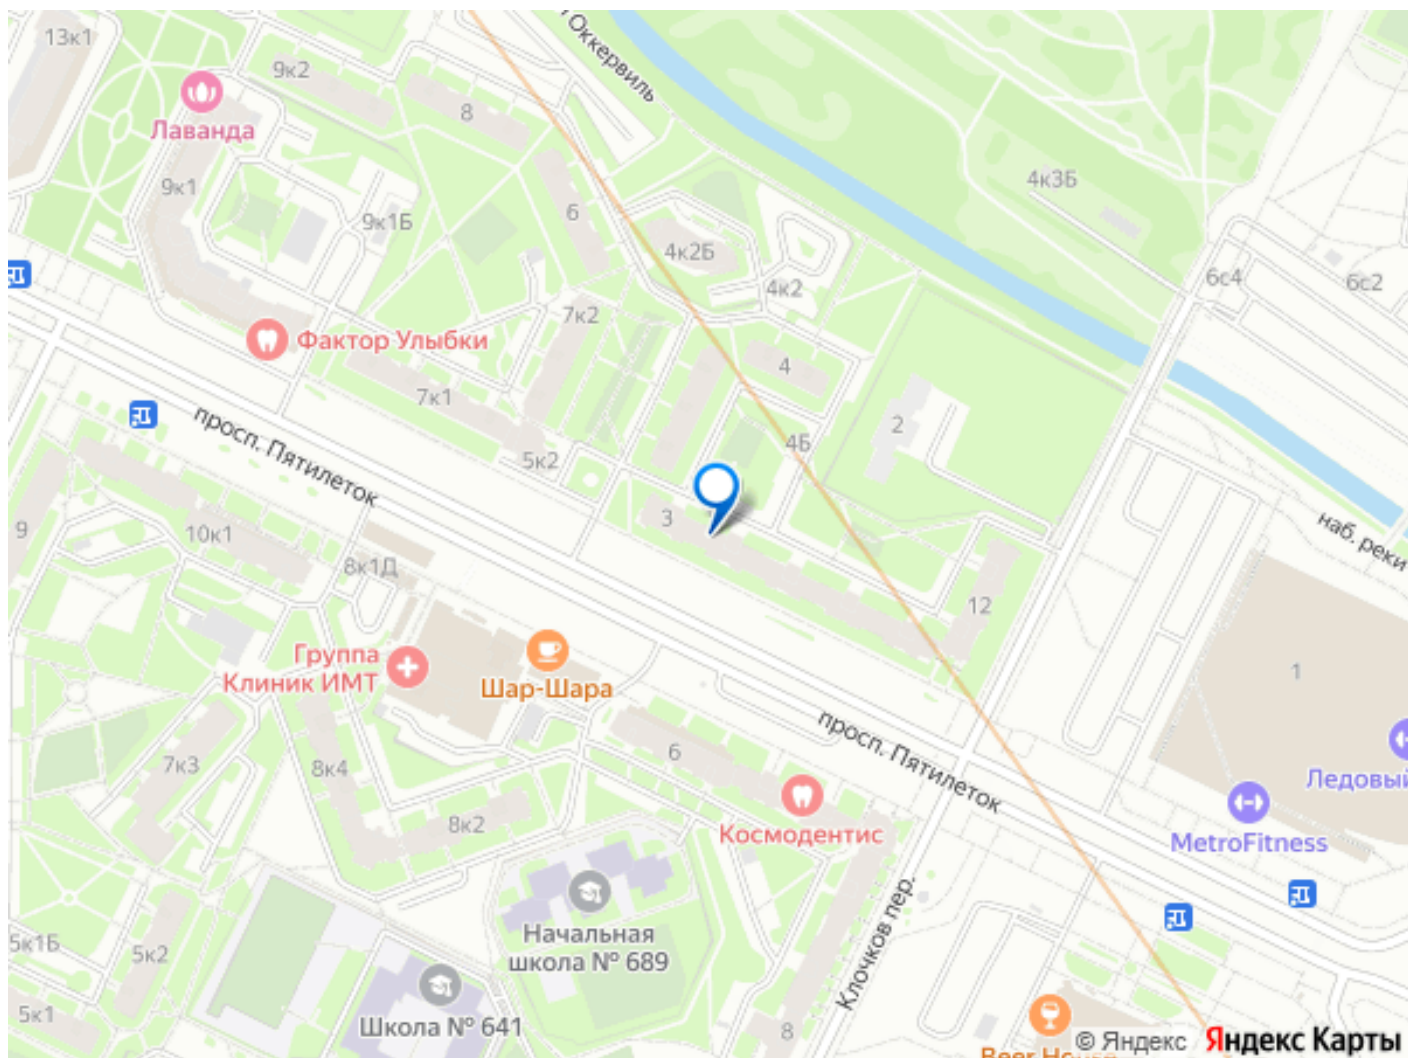 13к1
9к2
8
Оккервиль
Лаванда
9к1
9к1Б
6
4к2Б
4к2
4к3Б
6с4
6с2
7к2
Фактор Улыбки
7к1
4
2
4Б
5к2
просп. Пятилеток
3
9
10к1
8к1Д
12
наб. реки
Группа
Клиник ИМТ
Шар-Шара
1
6
просп. Пятилеток
7к3
8к4
8к2
Космодентис
Ледовый
MetroFitness
Начальная
школа № 689
Клочков пер.
5к1Б
5к2
5к1
Школа № 641
8
Beer House
© Яндекс
Яндекс Карты